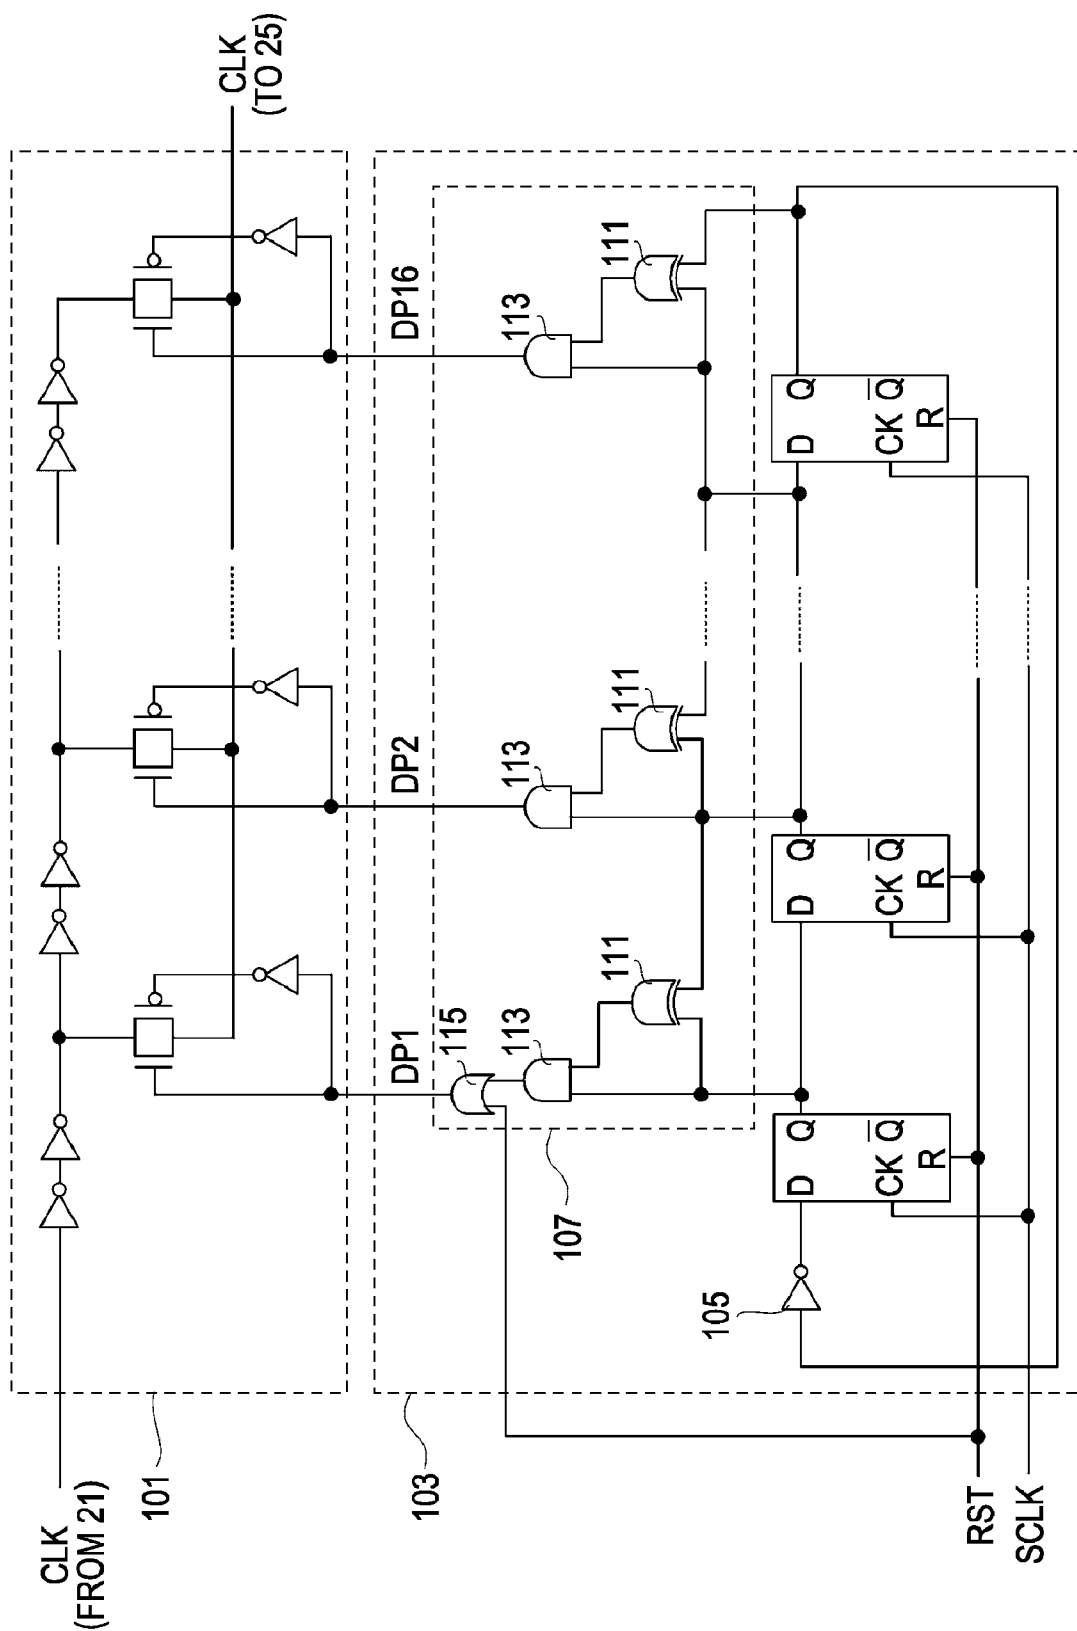 CLK
(FROM 21)
CLK
(TO 25)
101
DP1
DP2
DP16
103
115
113
113
113
111
111
111
107
105
D Q
CK Q
R
D Q
CK Q
R
D Q
CK Q
R
RST
SCLK